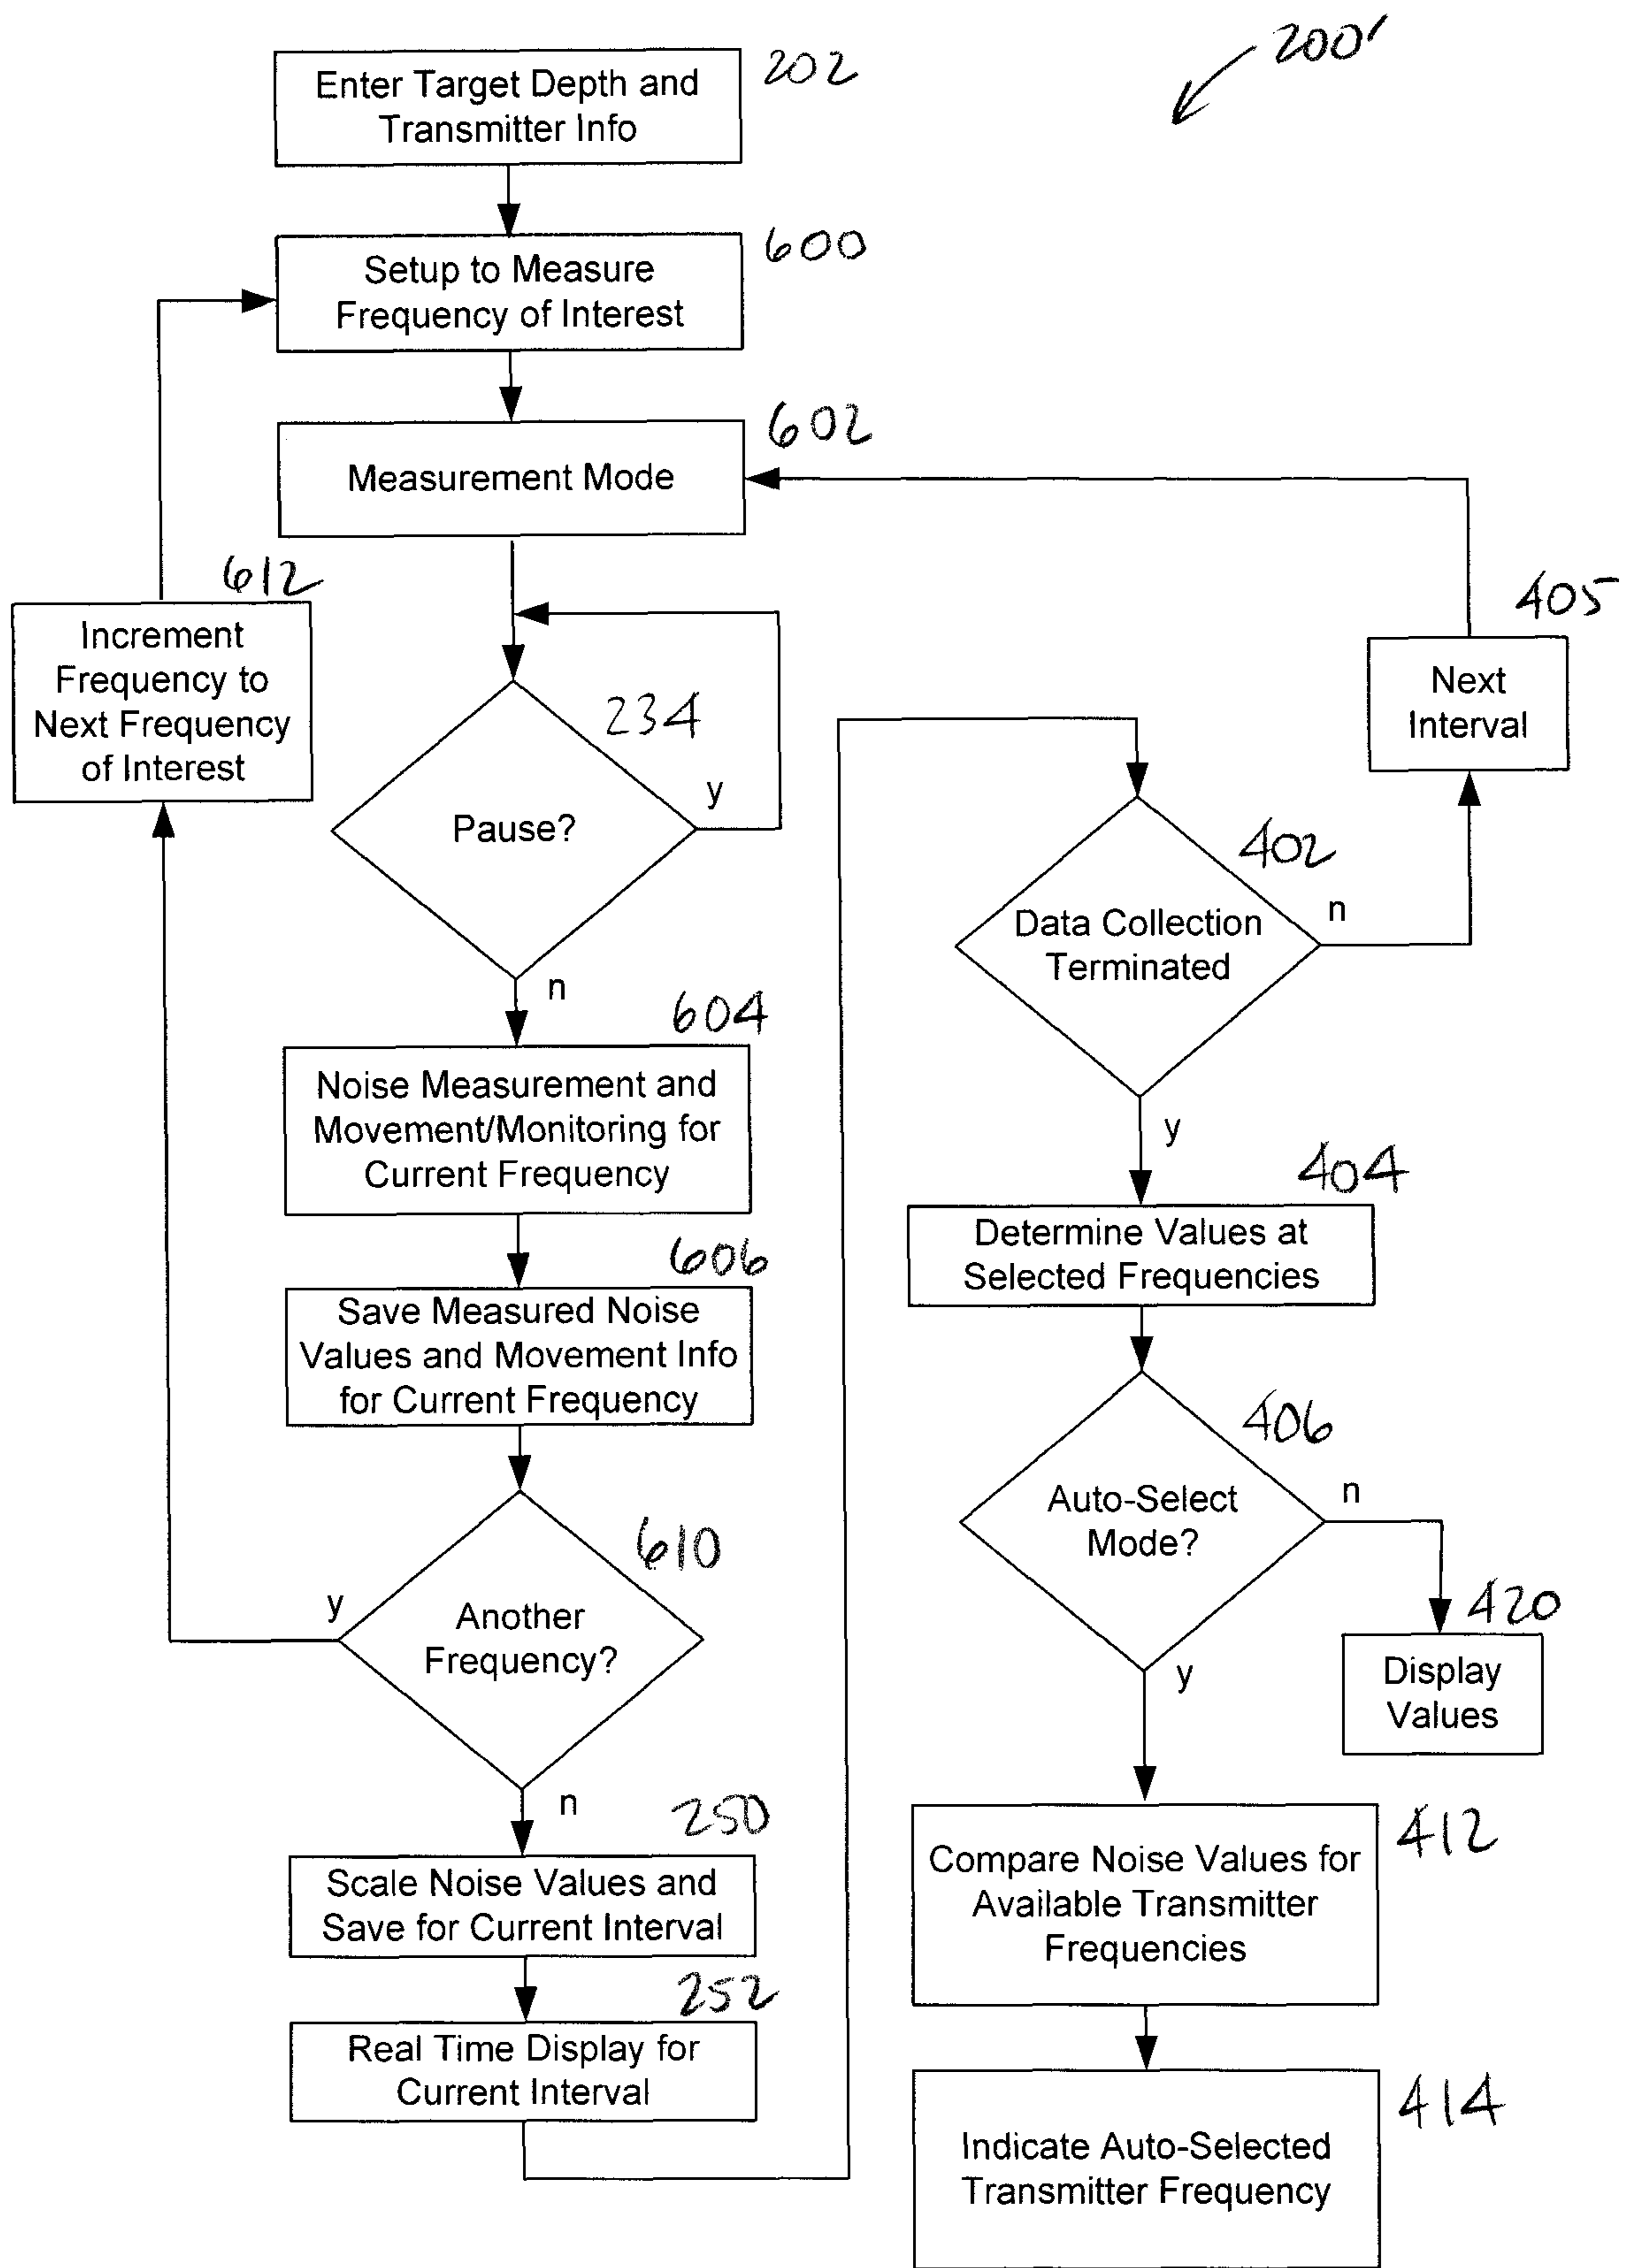 200'
Enter Target Depth and
Transmitter Info
202
Setup to Measure
Frequency of Interest
600
Measurement Mode
602
612
Increment
Frequency to
Next Frequency
of Interest
234
Pause?
y
n
604
Noise Measurement and
Movement/Monitoring for
Current Frequency
606
Save Measured Noise
Values and Movement Info
for Current Frequency
610
Another
Frequency?
y
n
250
Scale Noise Values and
Save for Current Interval
252
Real Time Display for
Current Interval
405
Next
Interval
402
Data Collection
Terminated
n
y
404
Determine Values at
Selected Frequencies
406
Auto-Select
Mode?
n
y
420
Display
Values
412
Compare Noise Values for
Available Transmitter
Frequencies
414
Indicate Auto-Selected
Transmitter Frequency